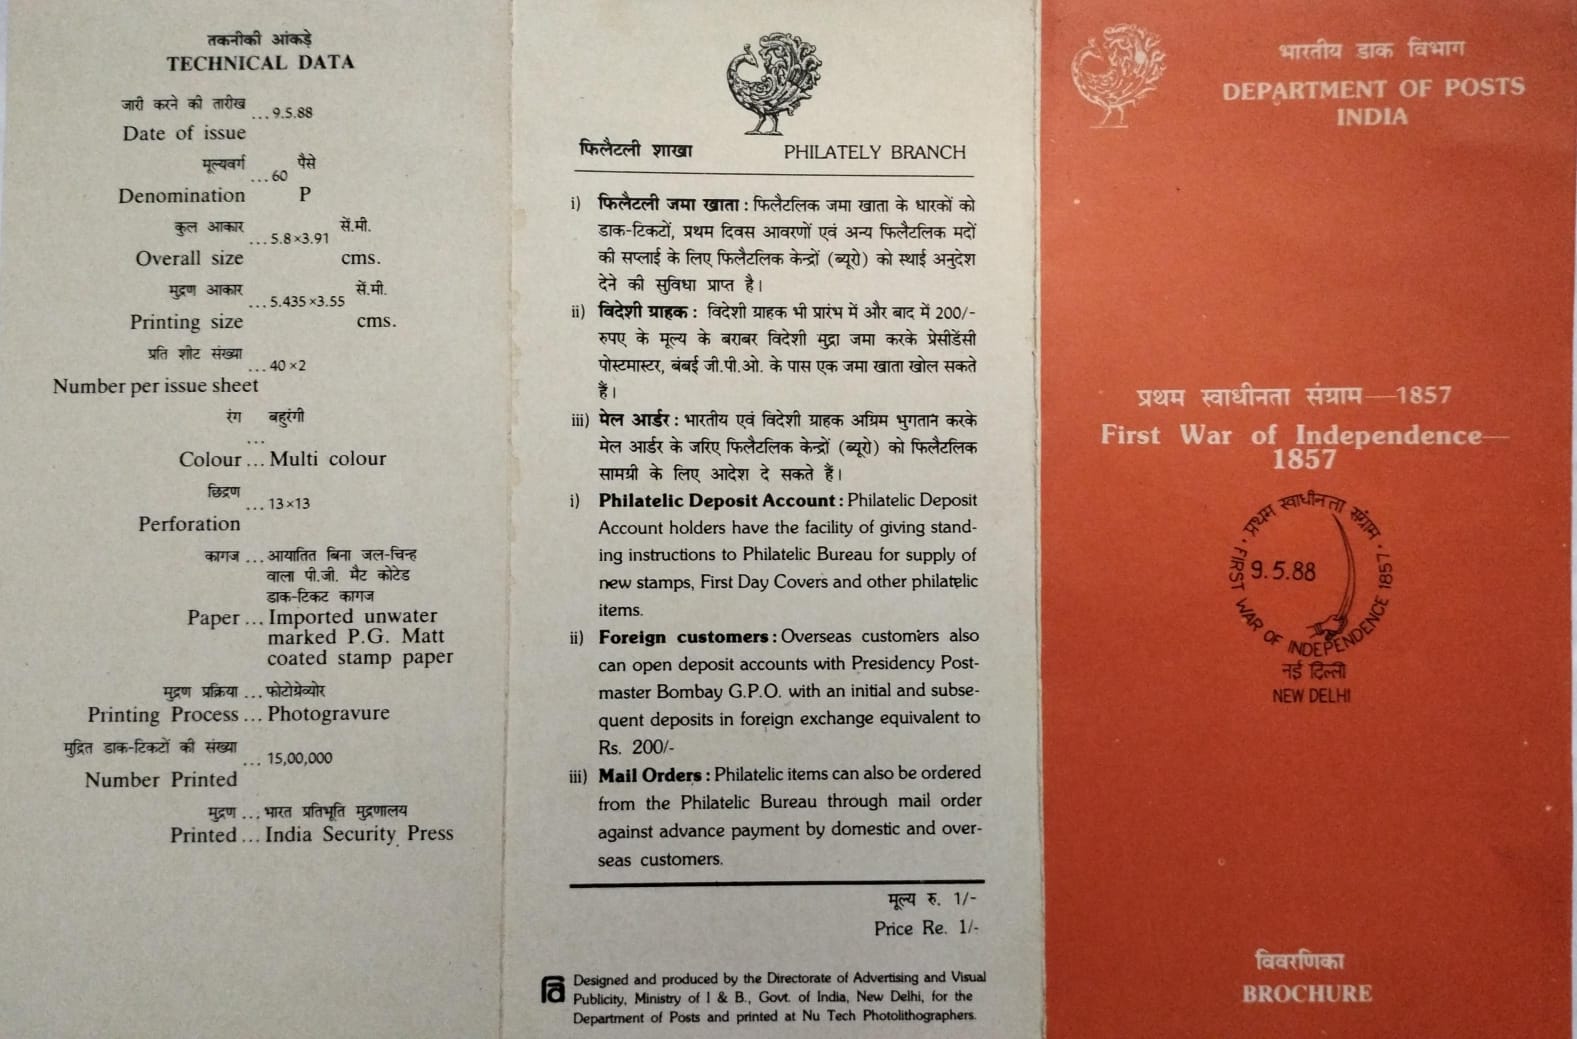 तकनीकी आंकड़े
TECHNICAL DATA
जारी करने की तारीख
...9.5.88
Date of issue
मूल्यवर्ग पैसे
...60
Denomination P
कुल आकार सें.मी.
...5.8×3.91
Overall size cms.
मुद्रण आकार सें.मी.
...5.435×3.55
Printing size cms.
प्रति शीट संख्या
...40×2
Number per issue sheet
रंग बहुरंगी
...
Colour ... Multi colour
छिद्रण
...13×13
Perforation
कागज ... आयातित बिना जल-चिन्ह
वाला पी.जी. मैट कोटेड
डाक-टिकट कागज
Paper ... Imported unwater
marked P.G. Matt
coated stamp paper
मुद्रण प्रक्रिया ... फोटोग्रेव्योर
Printing Process ... Photogravure
मुद्रित डाक-टिकटों की संख्या
... 15,00,000
Number Printed
मुद्रण ... भारत प्रतिभूति मुद्रणालय
Printed ... India Security Press
फिलैटली शाखा PHILATELY BRANCH
i) फिलैटली जमा खाता : फिलैटलिक जमा खाता के धारकों को
डाक-टिकटों, प्रथम दिवस आवरणों एवं अन्य फिलैटलिक मदों
की सप्लाई के लिए फिलैटलिक केन्द्रों (ब्यूरो) को स्थाई अनुदेश
देने की सुविधा प्राप्त है।
ii) विदेशी ग्राहक : विदेशी ग्राहक भी प्रारंभ में और बाद में 200/-
रुपए के मूल्य के बराबर विदेशी मुद्रा जमा करके प्रेसीडेंसी
पोस्टमास्टर, बंबई जी.पी.ओ. के पास एक जमा खाता खोल सकते
हैं।
iii) मेल आर्डर : भारतीय एवं विदेशी ग्राहक अग्रिम भुगतान करके
मेल आर्डर के जरिए फिलैटलिक केन्द्रों (ब्यूरो) को फिलैटलिक
सामग्री के लिए आदेश दे सकते हैं।
i) Philatelic Deposit Account : Philatelic Deposit
Account holders have the facility of giving stand-
ing instructions to Philatelic Bureau for supply of
new stamps, First Day Covers and other philatelic
items.
ii) Foreign customers : Overseas customers also
can open deposit accounts with Presidency Post-
master Bombay G.P.O. with an initial and subse-
quent deposits in foreign exchange equivalent to
Rs. 200/-
iii) Mail Orders : Philatelic items can also be ordered
from the Philatelic Bureau through mail order
against advance payment by domestic and over-
seas customers.
मूल्य रु. 1/-
Price Re. 1/-
Designed and produced by the Directorate of Advertising and Visual
Publicity, Ministry of I & B., Govt. of India, New Delhi, for the
Department of Posts and printed at Nu Tech Photolithographers.
भारतीय डाक विभाग
DEPARTMENT OF POSTS
INDIA
प्रथम स्वाधीनता संग्राम—1857
First War of Independence—
1857
प्रथम स्वाधीनता संग्राम
9.5.88
FIRST WAR OF INDEPENDENCE 1857
नई दिल्ली
NEW DELHI
विवरणिका
BROCHURE